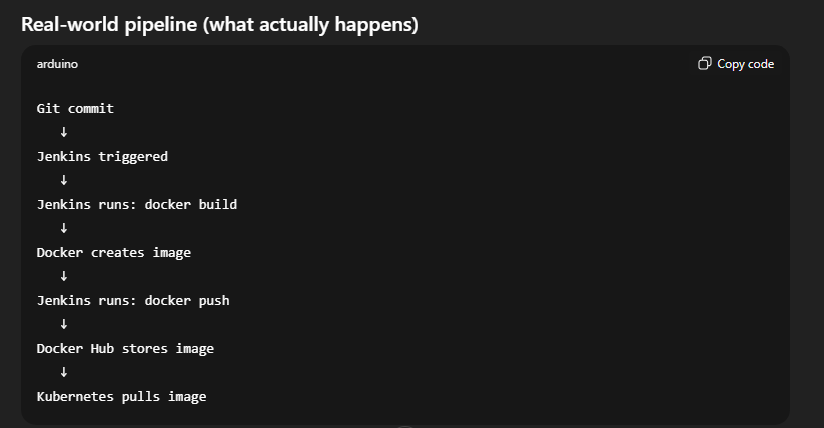 Real-world pipeline (what actually happens)
arduino
Copy code
Git commit
↓
Jenkins triggered
↓
Jenkins runs: docker build
↓
Docker creates image
↓
Jenkins runs: docker push
↓
Docker Hub stores image
↓
Kubernetes pulls image